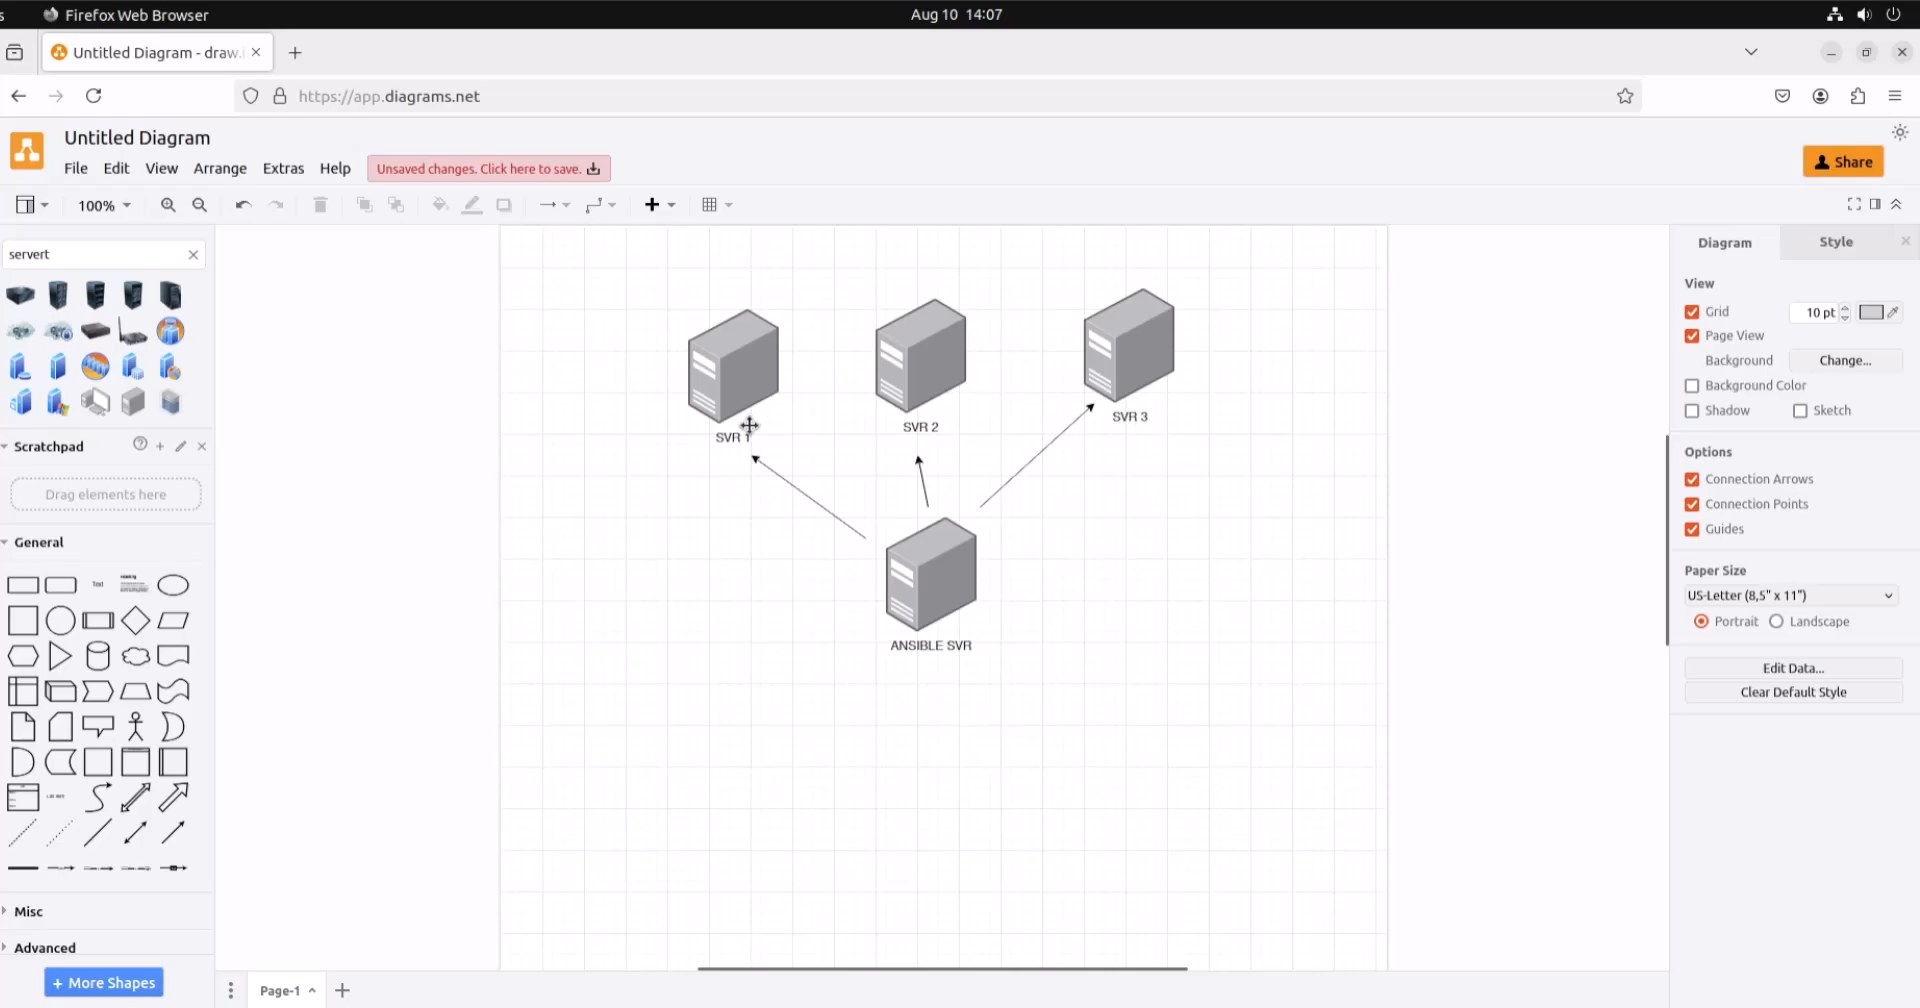 Firefox Web Browser
Aug 10 14:07
Untitled Diagram - draw.i
https://app.diagrams.net
Untitled Diagram
File Edit View Arrange Extras Help
Unsaved changes. Click here to save.
Share
100%
servert
Scratchpad
Drag elements here
General
Text
Heading
Misc
Advanced
+ More Shapes
SVR 1
SVR 2
SVR 3
ANSIBLE SVR
Page-1
Diagram Style
View
Grid 10 pt
Page View
Background Change...
Background Color
Shadow Sketch
Options
Connection Arrows
Connection Points
Guides
Paper Size
US-Letter (8,5" x 11")
Portrait Landscape
Edit Data...
Clear Default Style